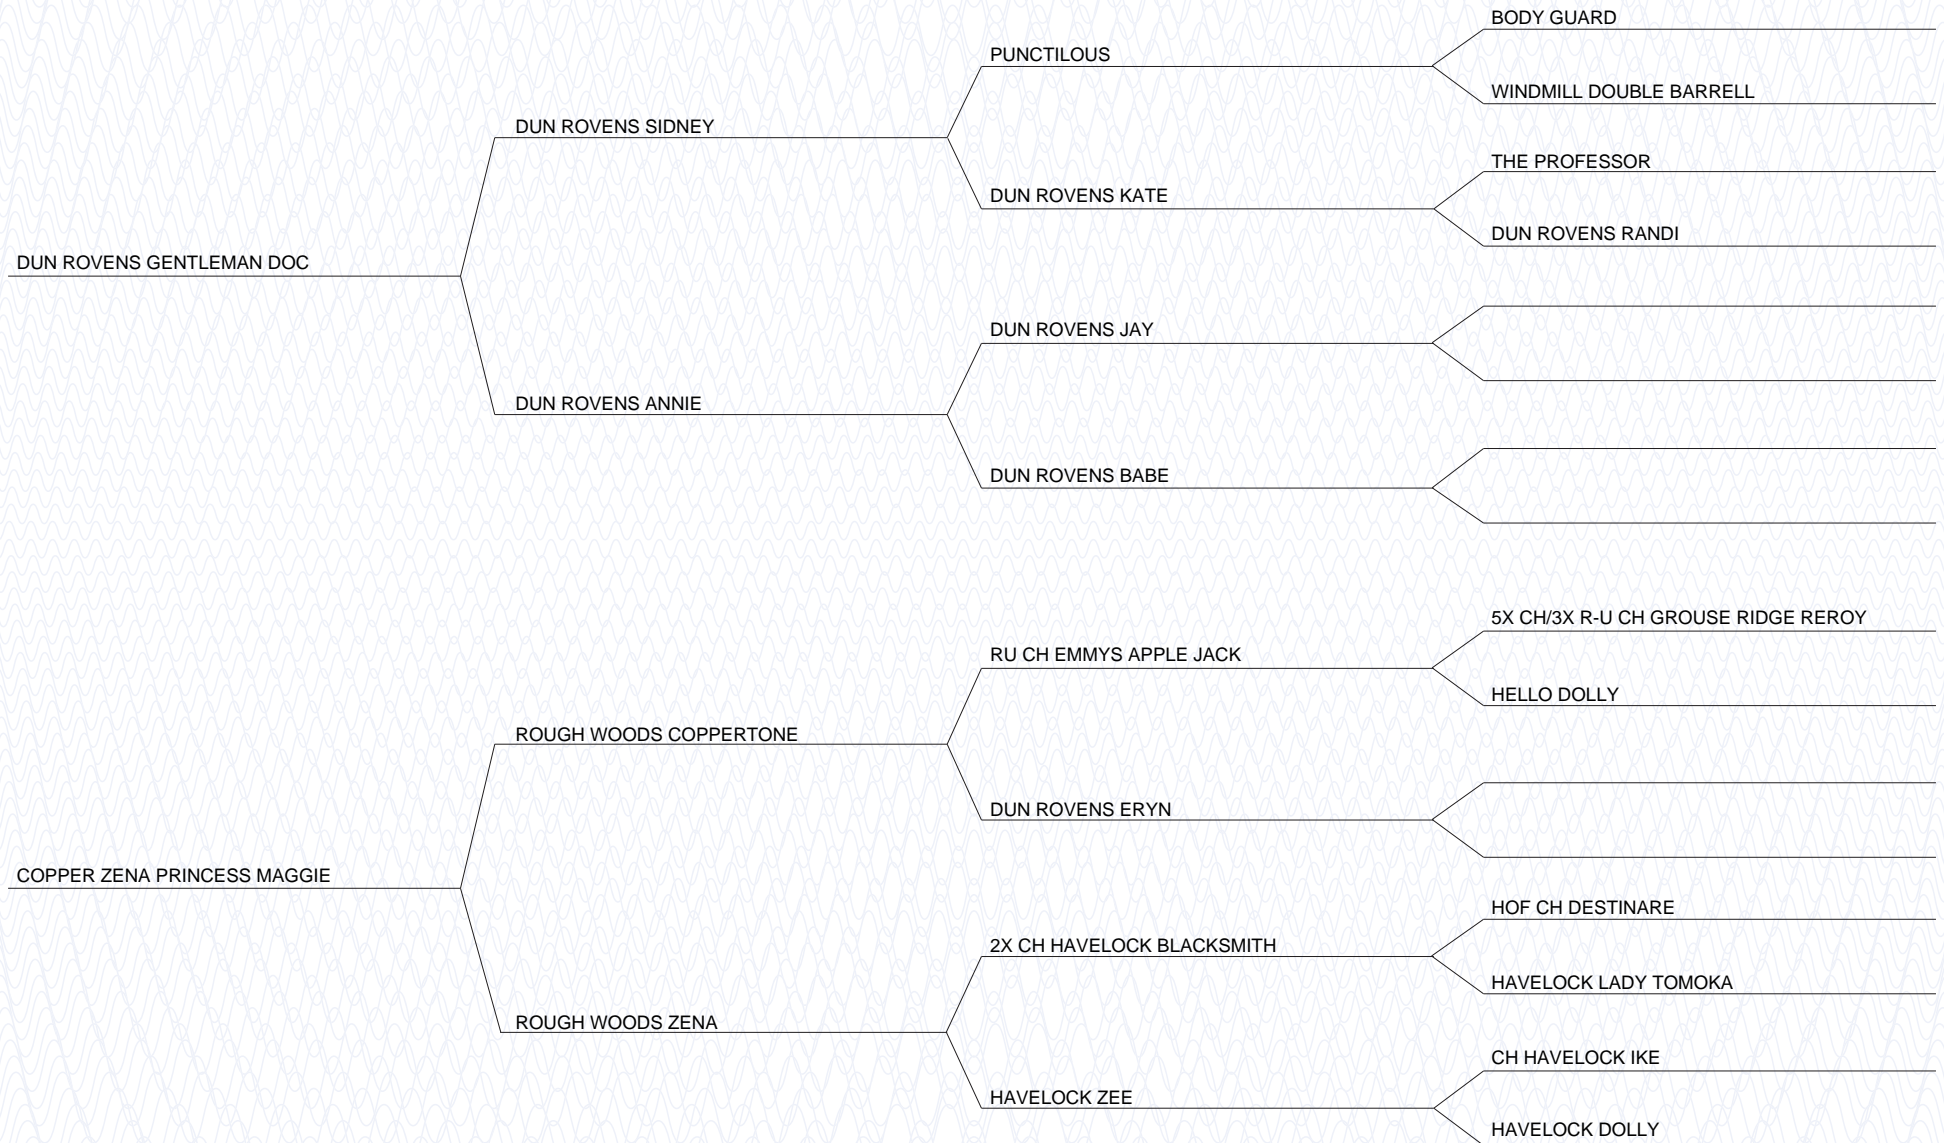 BODY GUARD
PUNCTILOUS
WINDMILL DOUBLE BARRELL
DUN ROVENS SIDNEY
THE PROFESSOR
DUN ROVENS KATE
DUN ROVENS RANDI
DUN ROVENS GENTLEMAN DOC
DUN ROVENS JAY
DUN ROVENS ANNIE
DUN ROVENS BABE
5X CH/3X R-U CH GROUSE RIDGE REROY
RU CH EMMYS APPLE JACK
HELLO DOLLY
ROUGH WOODS COPPERTONE
DUN ROVENS ERYN
COPPER ZENA PRINCESS MAGGIE
HOF CH DESTINARE
2X CH HAVELOCK BLACKSMITH
HAVELOCK LADY TOMOKA
ROUGH WOODS ZENA
CH HAVELOCK IKE
HAVELOCK ZEE
HAVELOCK DOLLY